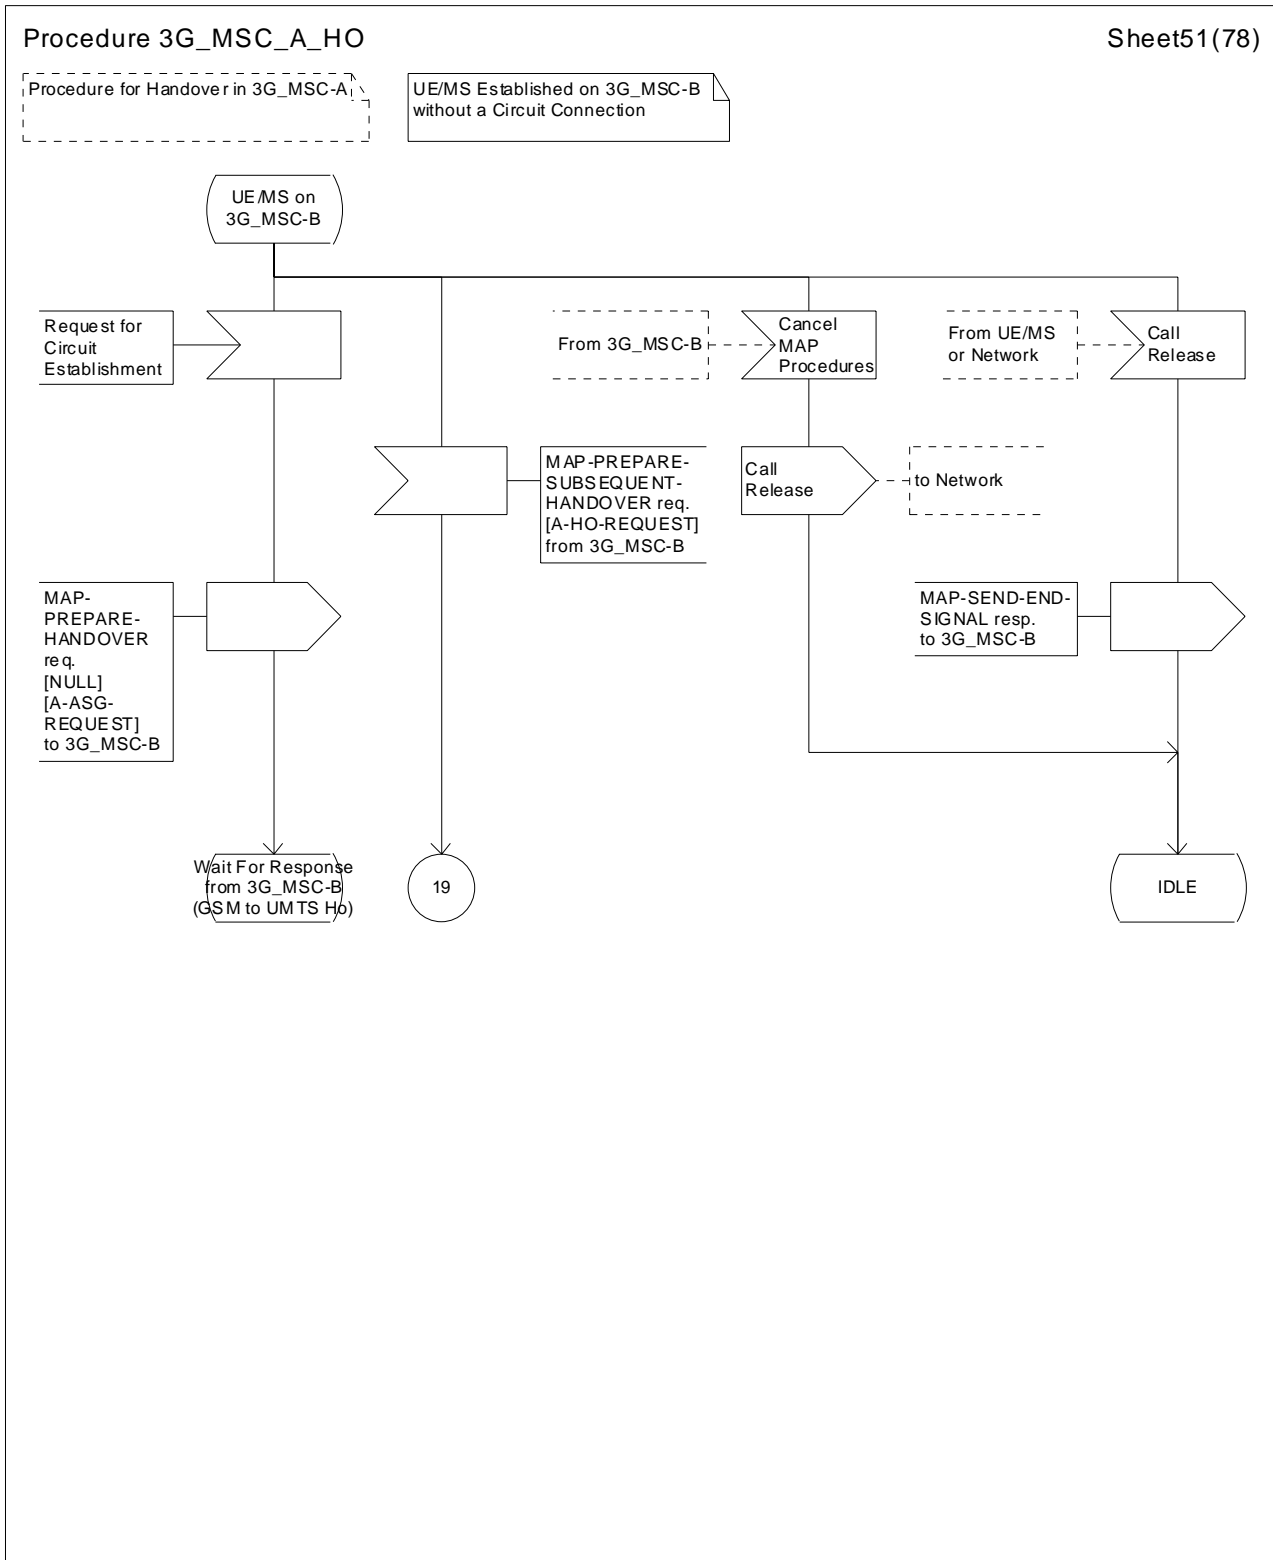 Procedure 3G_MSC_A_HO
Sheet51(78)
Procedure for Handover in 3G_MSC-A
UE/MS Established on 3G_MSC-B
without a Circuit Connection
UE/MS on
3G_MSC-B
Request for
Circuit
Establishment
From 3G_MSC-B
Cancel
MAP
Procedures
From UE/MS
or Network
Call
Release
MAP-PREPARE-
SUBSEQUENT-
HANDOVER req.
[A-HO-REQUEST]
from 3G_MSC-B
Call
Release
to Network
MAP-
PREPARE-
HANDOVER
req.
[NULL]
[A-ASG-
REQUEST]
to 3G_MSC-B
MAP-SEND-END-
SIGNAL resp.
to 3G_MSC-B
Wait For Response
from 3G_MSC-B
(GSM to UMTS Ho)
19
IDLE